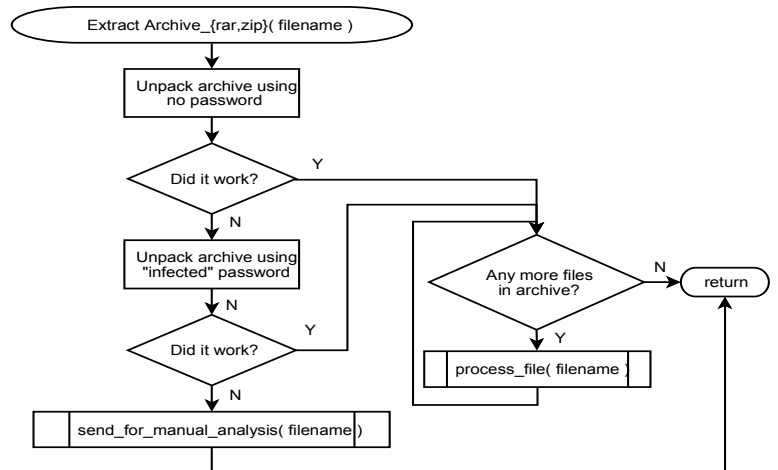 Extract Archive_{rar,zip}( filename )
Unpack archive using
no password
Did it work?
Y
N
Unpack archive using
"infected" password
N
Did it work?
Y
N
send_for_manual_analysis( filename )
Any more files
in archive?
N
return
Y
process_file( filename )